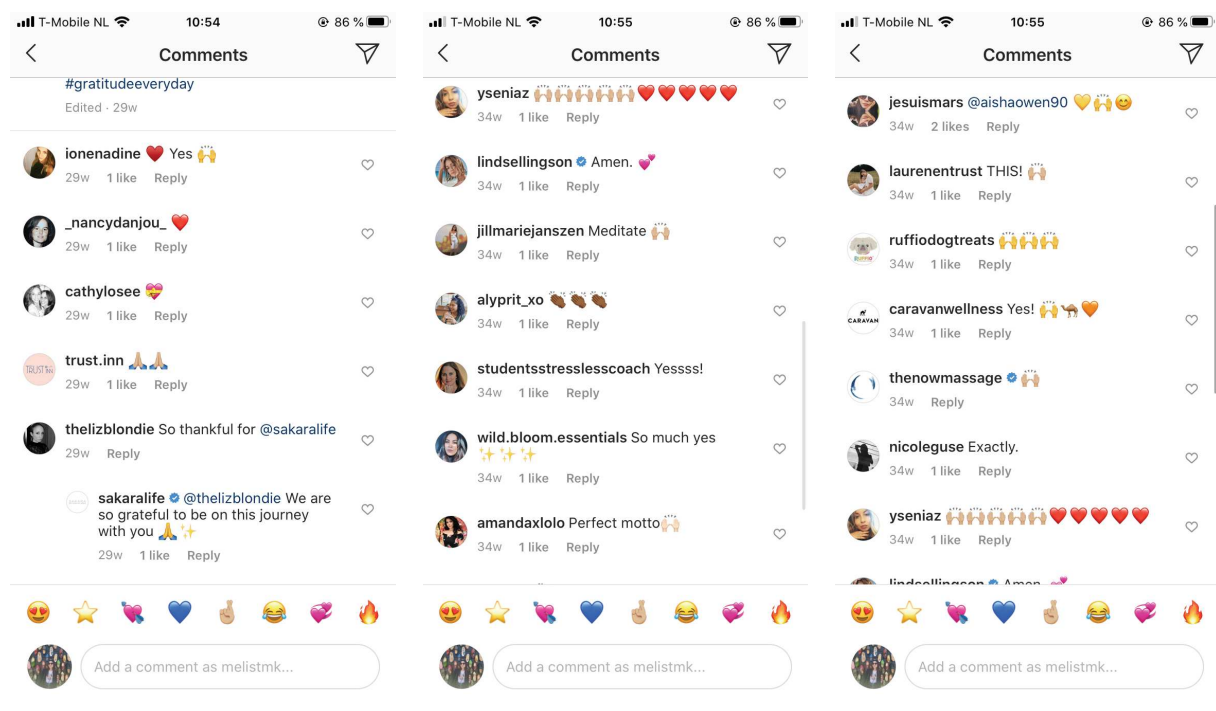 T-Mobile NL 10:54 86 %
Comments
#gratitudeeveryday
Edited · 29w
ionenadine ❤️ Yes 🙌
29w 1 like Reply
_nancydanjou_ ❤️
29w 1 like Reply
cathylosee 💝
29w 1 like Reply
TRUST INN
trust.inn 🙏🏼🙏🏼
29w 1 like Reply
thelizblondie So thankful for @sakaralife
29w Reply
sakaralife @thelizblondie We are
so grateful to be on this journey
with you 🙏✨
29w 1 like Reply
Add a comment as melistmk...
T-Mobile NL 10:55 86 %
Comments
yseniaz 🙌🏼🙌🏼🙌🏼🙌🏼🙌🏼❤️❤️❤️❤️❤️
34w 1 like Reply
lindsellingson Amen. 💕
34w 1 like Reply
jillmariejanszen Meditate 🙌🏼
34w 1 like Reply
alyprit_xo 👏🏾👏🏾👏🏾
34w 1 like Reply
studentsstresslesscoach Yessss!
34w 1 like Reply
wild.bloom.essentials So much yes
✨✨✨
34w 1 like Reply
amandaxlolo Perfect motto🙌🏼
34w 1 like Reply
Add a comment as melistmk...
T-Mobile NL 10:55 86 %
Comments
jesuismars @aishaowen90 💛🙌😊
34w 2 likes Reply
laurenentrust THIS! 🙌🏼
34w 1 like Reply
ruffiodogtreats 🙌🙌🙌
34w 1 like Reply
CARAVAN
caravanwellness Yes! 🙌🐪🧡
34w 1 like Reply
thenowmassage 🙌🏼
34w Reply
nicoleguse Exactly.
34w 1 like Reply
yseniaz 🙌🏼🙌🏼🙌🏼🙌🏼🙌🏼❤️❤️❤️❤️❤️
34w 1 like Reply
lindsellingson Amen. 💕
Add a comment as melistmk...